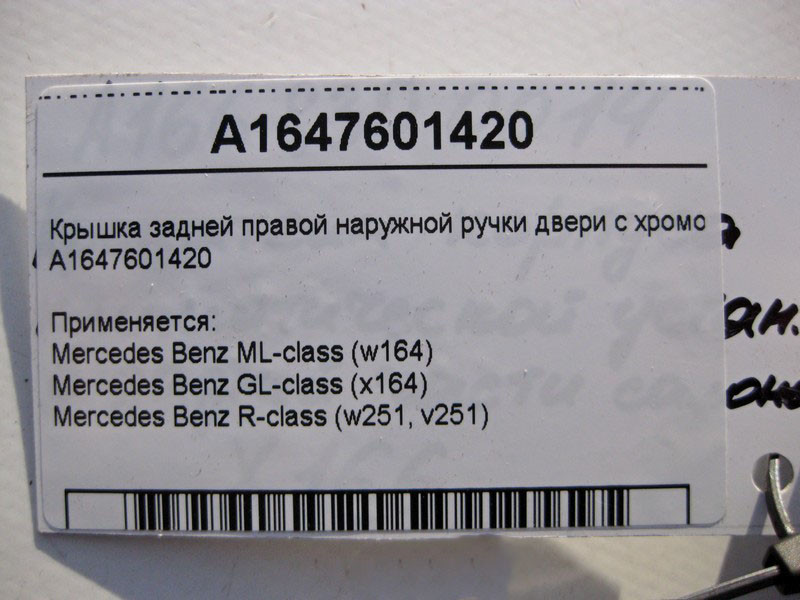 A1647601420
Крышка задней правой наружной ручки двери с хромо
A1647601420
Применяется:
Mercedes Benz ML-class (w164)
Mercedes Benz GL-class (x164)
Mercedes Benz R-class (w251, v251)